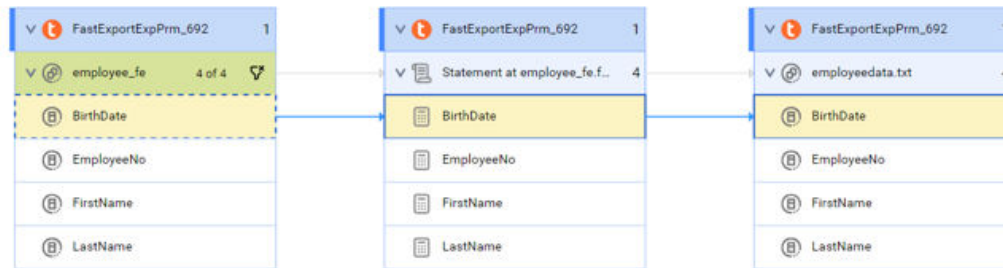 FastExportExpPrm_692 1
employee_fe 4 of 4
BirthDate
EmployeeNo
FirstName
LastName
FastExportExpPrm_692 1
Statement at employee_fe.f... 4
BirthDate
EmployeeNo
FirstName
LastName
FastExportExpPrm_692
employeedata.txt
BirthDate
EmployeeNo
FirstName
LastName